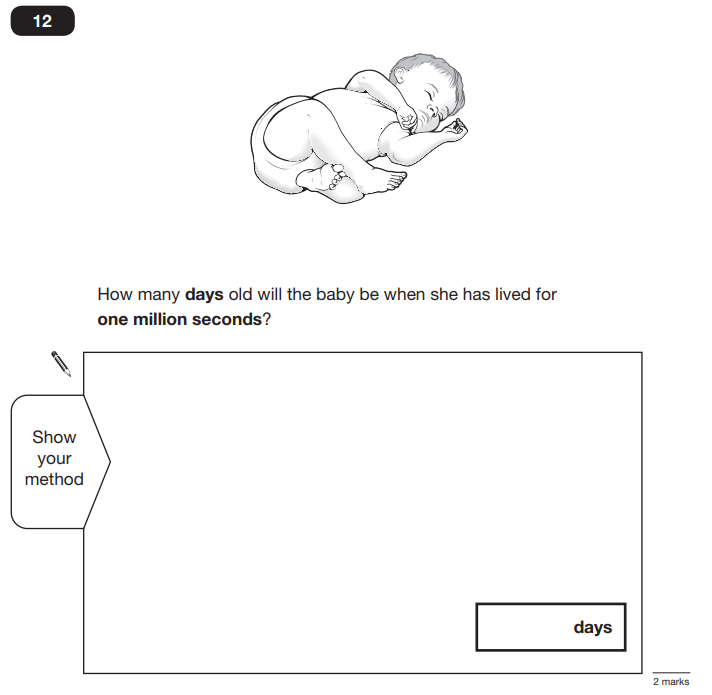 12
How many days old will the baby be when she has lived for
one million seconds?
Show
your
method
days
2 marks